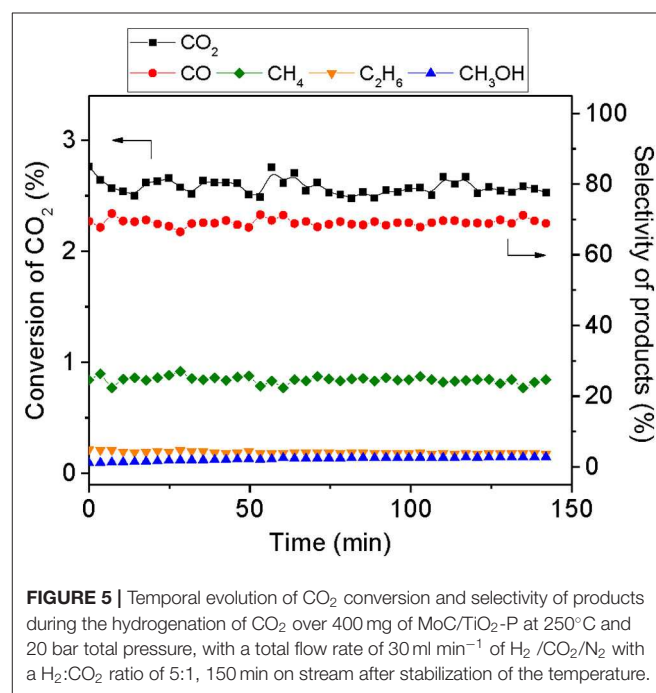 CO₂
CO CH₄ C₂H₆ CH₃OH
Conversion of CO₂ (%)
3
2
1
0
100
80
60
40
20
0
Selectivity of products (%)
0 50 100 150
Time (min)
FIGURE 5 | Temporal evolution of CO₂ conversion and selectivity of products
during the hydrogenation of CO₂ over 400 mg of MoC/TiO₂-P at 250°C and
20 bar total pressure, with a total flow rate of 30 ml min⁻¹ of H₂ /CO₂/N₂ with
a H₂:CO₂ ratio of 5:1, 150 min on stream after stabilization of the temperature.